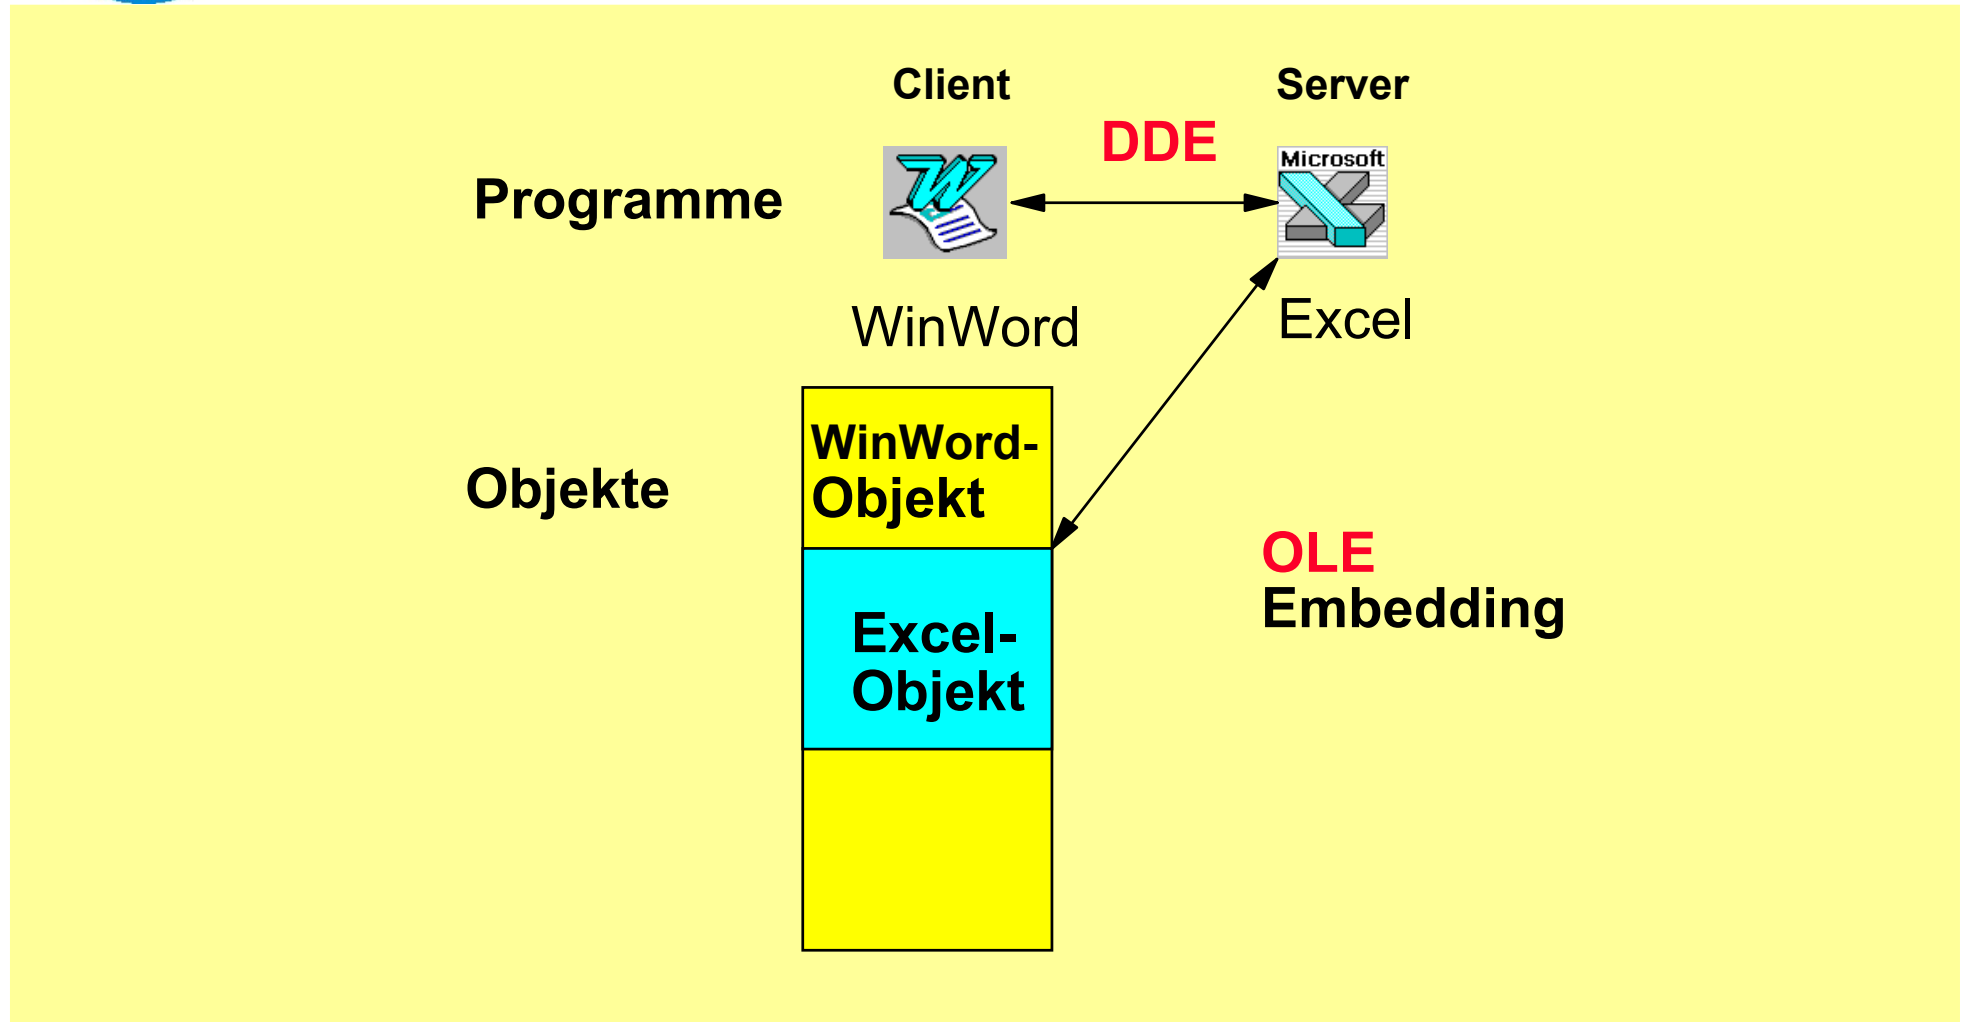 Client
Server
DDE
Microsoft
Programme
WinWord
Excel
WinWord-
Objekt
Objekte
OLE
Embedding
Excel-
Objekt